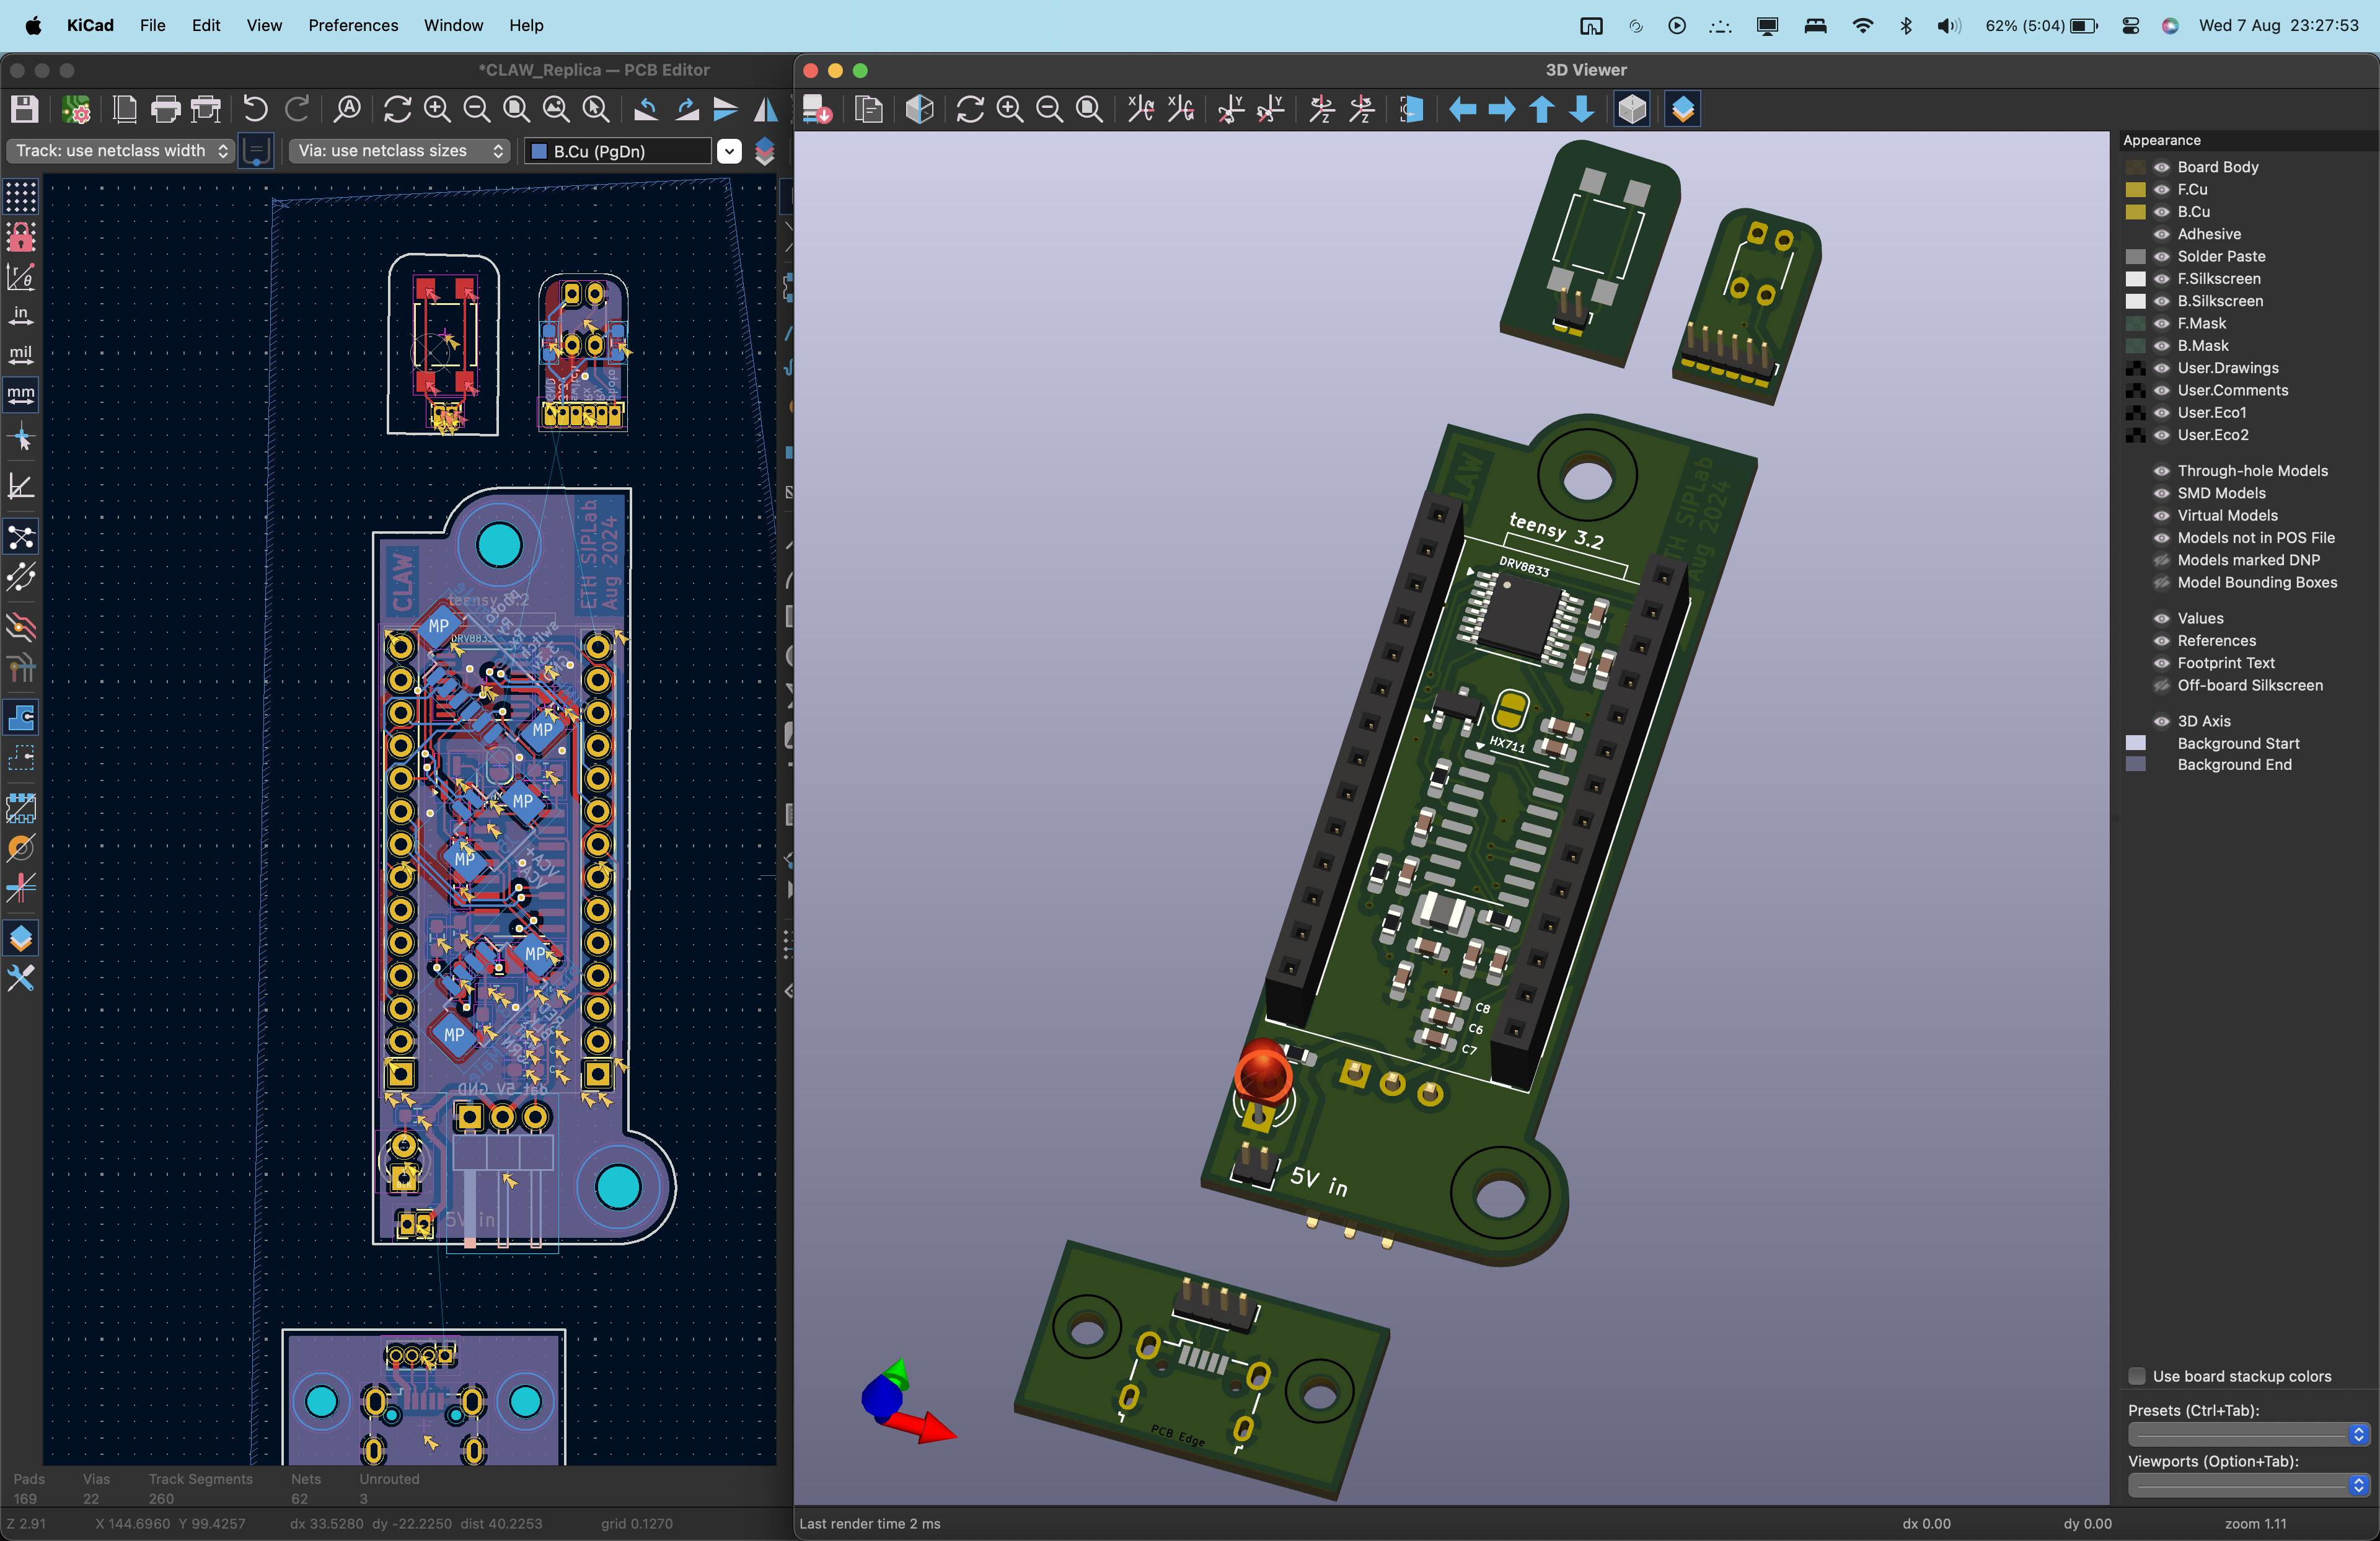 KiCad File Edit View Preferences Window Help
62% (5:04) Wed 7 Aug 23:27:53
*CLAW_Replica — PCB Editor
Track: use netclass width
Via: use netclass sizes
B.Cu (PgDn)
in
mil
mm
CLAW
ETH SIPLab
Aug 2024
teensy 3.2
DRV8833
MP
MP
MP
MP
MP
MP
dat 5V GND
5V in
Pads Vias Track Segments Nets Unrouted
169 22 260 62 3
Z 2.91 X 144.6960 Y 99.4257 dx 33.5280 dy -22.2250 dist 40.2253 grid 0.1270
3D Viewer
teensy 3.2
DRV8833
HX711
C8
C6
C7
5V in
PCB Edge
Last render time 2 ms
dx 0.00 dy 0.00 zoom 1.11
Appearance
Board Body
F.Cu
B.Cu
Adhesive
Solder Paste
F.Silkscreen
B.Silkscreen
F.Mask
B.Mask
User.Drawings
User.Comments
User.Eco1
User.Eco2
Through-hole Models
SMD Models
Virtual Models
Models not in POS File
Models marked DNP
Model Bounding Boxes
Values
References
Footprint Text
Off-board Silkscreen
3D Axis
Background Start
Background End
Use board stackup colors
Presets (Ctrl+Tab):
Viewports (Option+Tab):